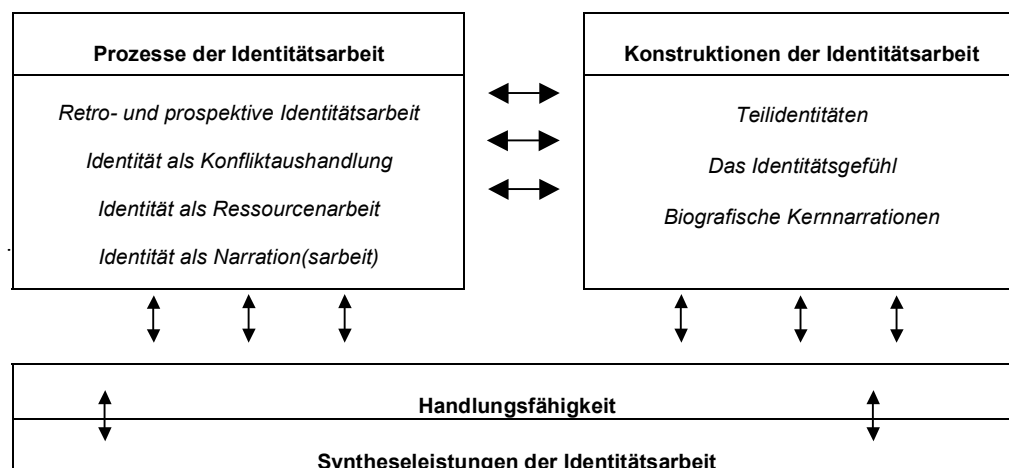 Prozesse der Identitätsarbeit
Retro- und prospektive Identitätsarbeit
Identität als Konfliktaushandlung
Identität als Ressourcenarbeit
Identität als Narration(sarbeit)
Konstruktionen der Identitätsarbeit
Teilidentitäten
Das Identitätsgefühl
Biografische Kernnarrationen
Handlungsfähigkeit
Syntheseleistungen der Identitätsarbeit